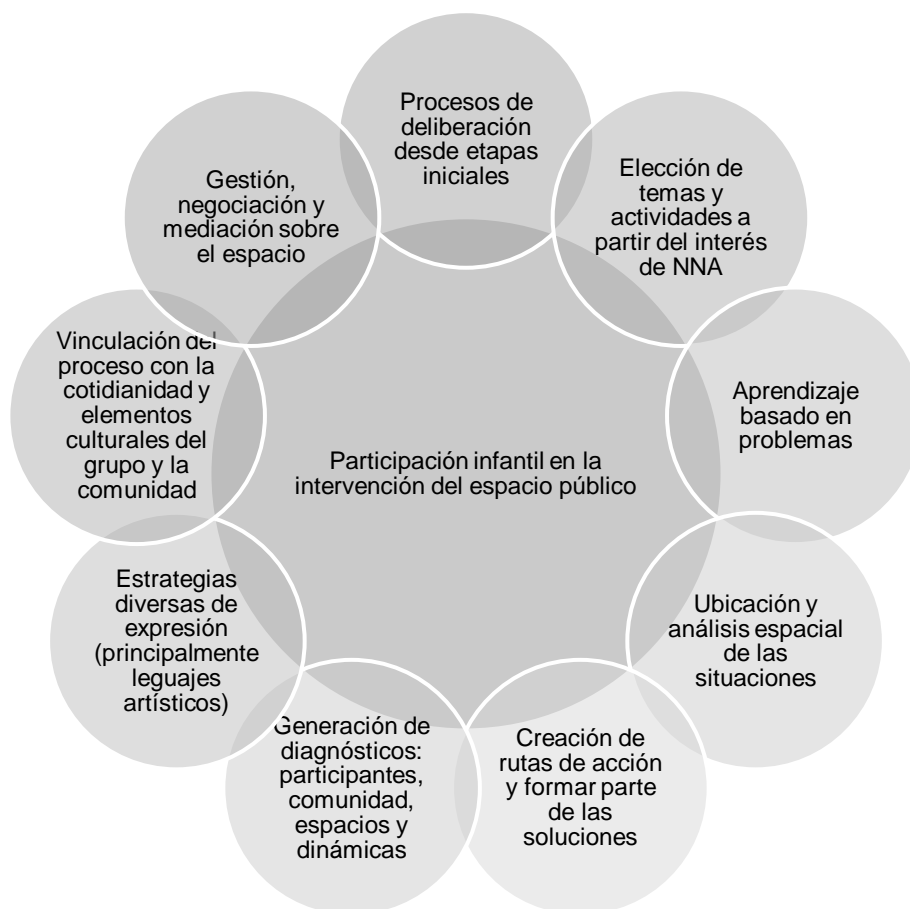 Procesos de
deliberación
desde etapas
iniciales
Elección de
temas y
actividades a
partir del interés
de NNA
Aprendizaje
basado en
problemas
Ubicación y
análisis espacial
de las
situaciones
Creación de
rutas de acción
y formar parte
de las
soluciones
Generación de
diagnósticos:
participantes,
comunidad,
espacios y
dinámicas
Estrategias
diversas de
expresión
(principalmente
leguajes
artísticos)
Vinculación del
proceso con la
cotidianidad y
elementos
culturales del
grupo y la
comunidad
Gestión,
negociación y
mediación sobre
el espacio
Participación infantil en la
intervención del espacio público